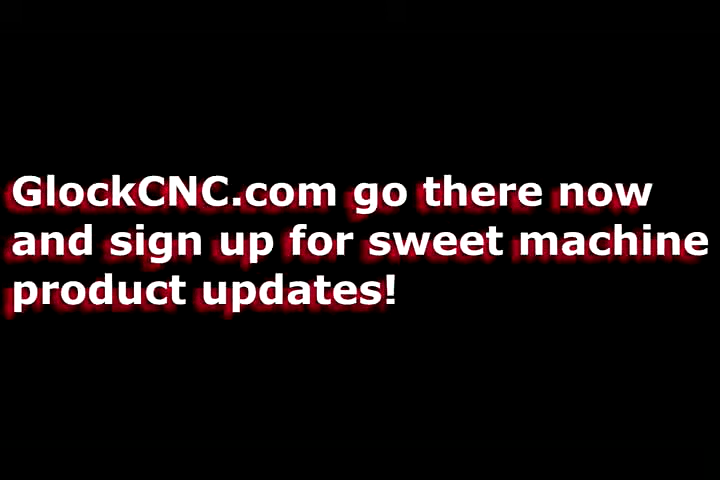 GlockCNC.com go there now
and sign up for sweet machine
product updates!